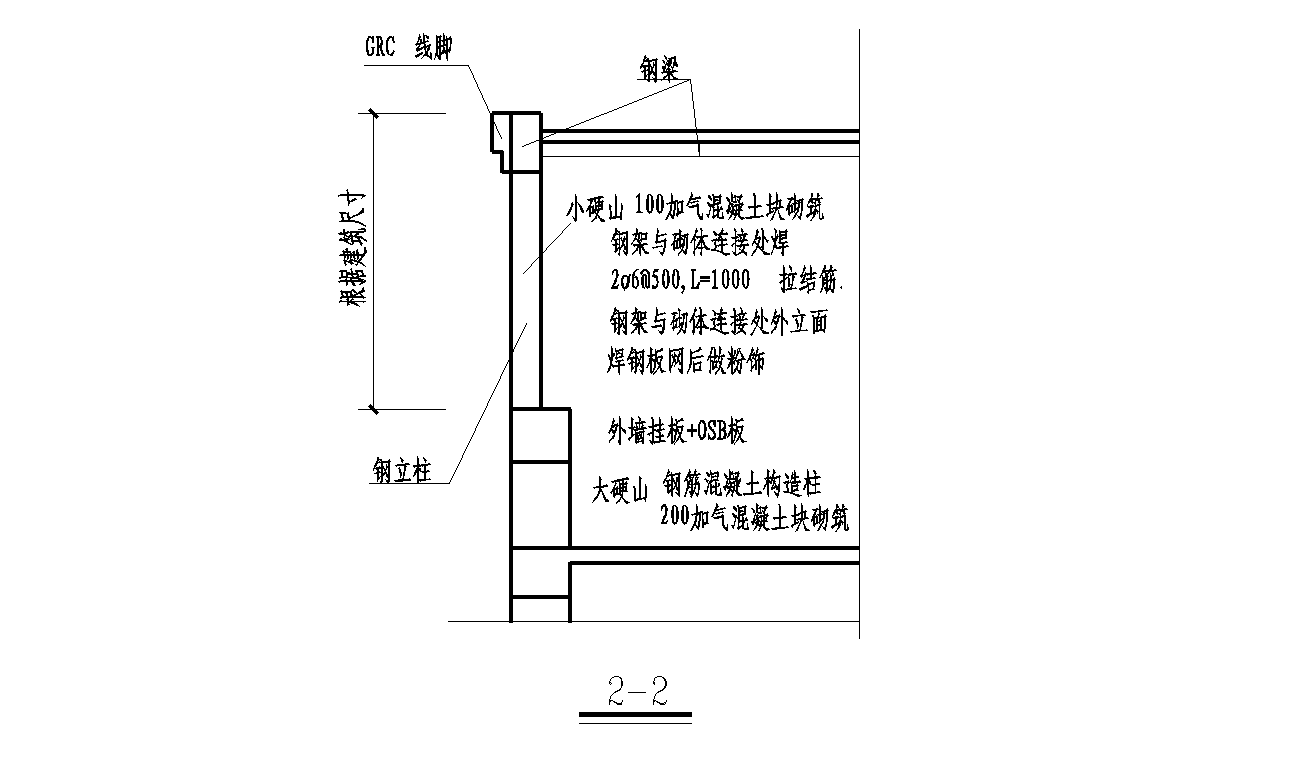 GRC 线脚
钢梁
根据建筑尺寸
小硬山 100加气混凝土块砌筑
钢架与砌体连接处焊
2σ6@500,L=1000 拉结筋.
钢架与砌体连接处外立面
焊钢板网后做粉饰
外墙挂板+OSB板
钢立柱
大硬山 钢筋混凝土构造柱
200加气混凝土块砌筑
2-2